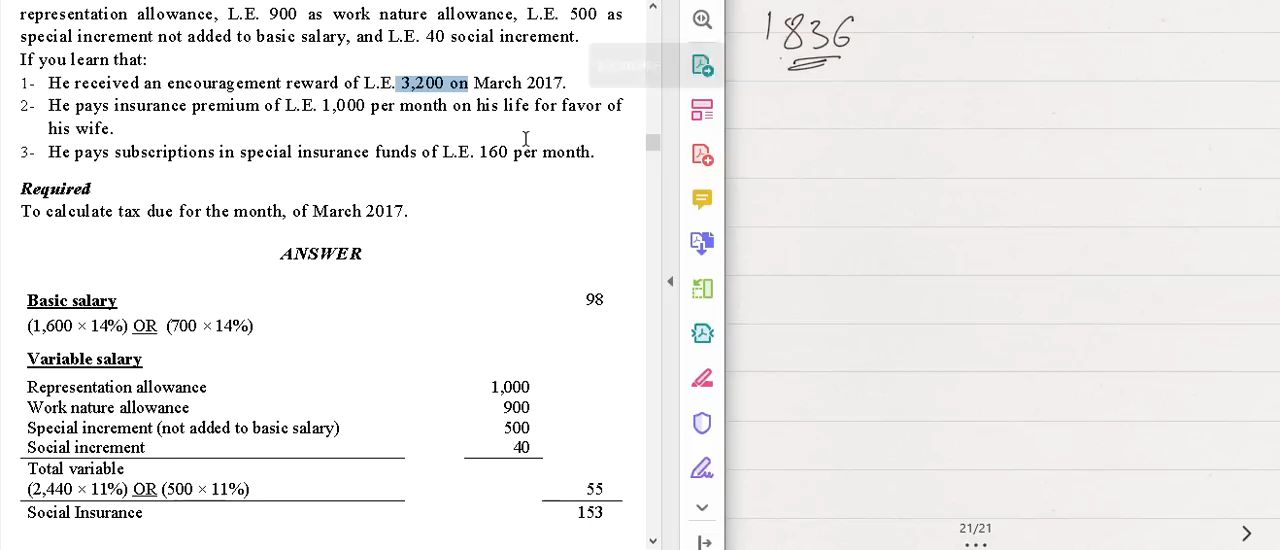 representation allowance, L.E. 900 as work nature allowance, L.E. 500 as
special increment not added to basic salary, and L.E. 40 social increment.
If you learn that:
1- He received an encouragement reward of L.E. 3,200 on March 2017.
2- He pays insurance premium of L.E. 1,000 per month on his life for favor of
his wife.
3- He pays subscriptions in special insurance funds of L.E. 160 per month.
Required
To calculate tax due for the month, of March 2017.
ANSWER
Basic salary 98
(1,600 × 14%) OR (700 × 14%)
Variable salary
Representation allowance 1,000
Work nature allowance 900
Special increment (not added to basic salary) 500
Social increment 40
Total variable
(2,440 × 11%) OR (500 × 11%) 55
Social Insurance 153
1836
21/21